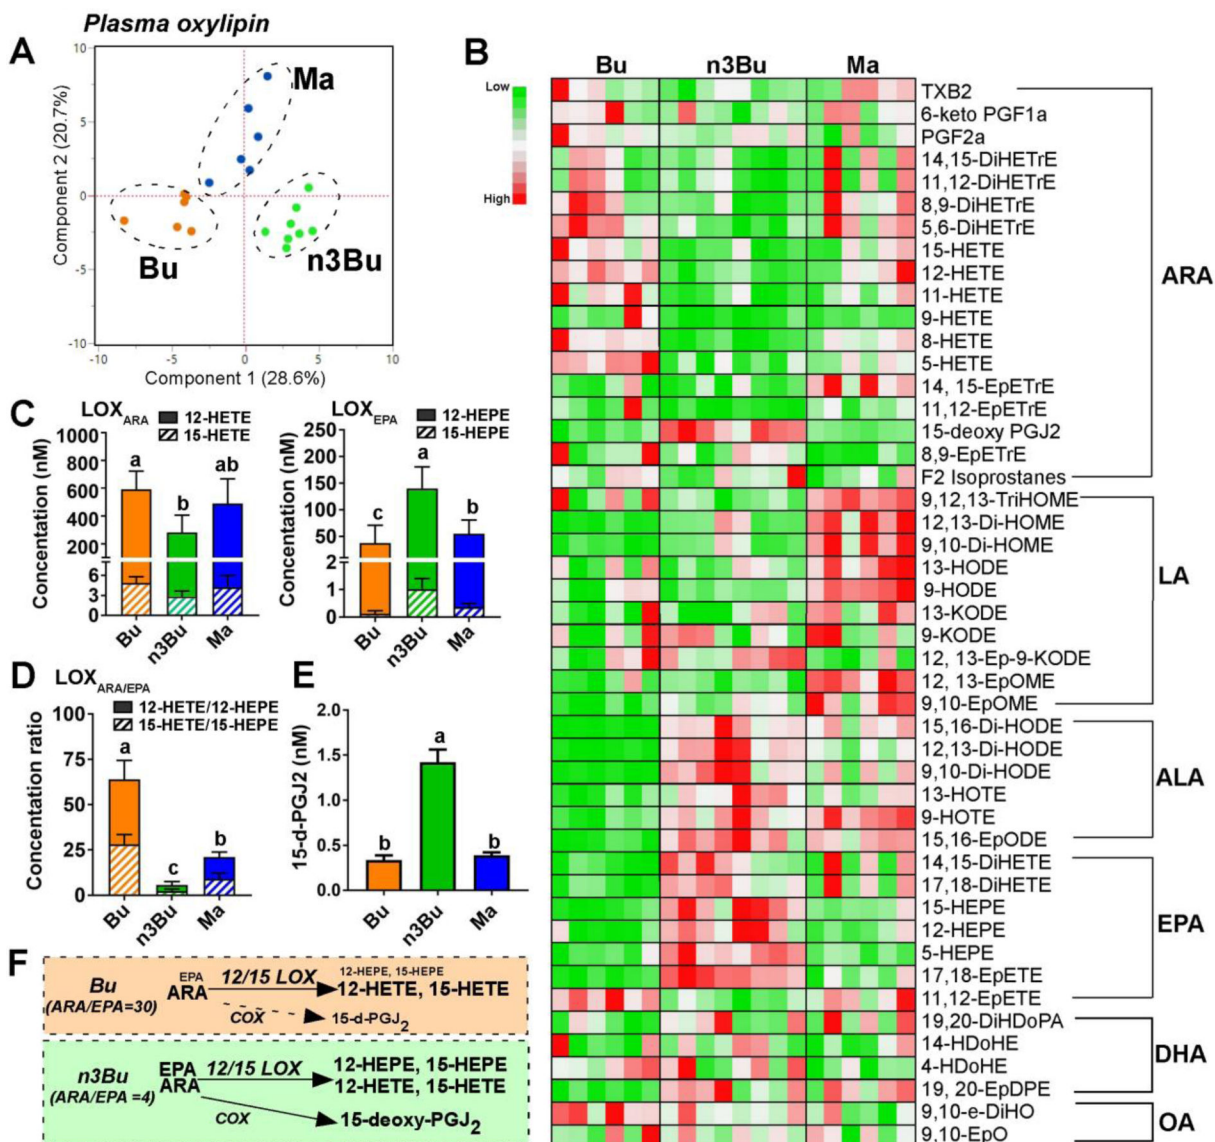 Plasma oxylipin
A
Ma
Bu
n3Bu
Component 2 (20.7%)
10
5
0
-5
-10
-10
-5
0
5
10
Component 1 (28.6%)
B
Bu
n3Bu
Ma
Low
High
TXB2
6-keto PGF1a
PGF2a
14,15-DiHETrE
11,12-DiHETrE
8,9-DiHETrE
5,6-DiHETrE
15-HETE
12-HETE
11-HETE
9-HETE
8-HETE
5-HETE
14, 15-EpETrE
11,12-EpETrE
15-deoxy PGJ2
8,9-EpETrE
F2 Isoprostanes
ARA
9,12,13-TriHOME
12,13-Di-HOME
9,10-Di-HOME
13-HODE
9-HODE
13-KODE
9-KODE
12, 13-Ep-9-KODE
12, 13-EpOME
9,10-EpOME
LA
15,16-Di-HODE
12,13-Di-HODE
9,10-Di-HODE
13-HOTE
9-HOTE
15,16-EpODE
ALA
14,15-DiHETE
17,18-DiHETE
15-HEPE
12-HEPE
5-HEPE
17,18-EpETE
11,12-EpETE
EPA
19,20-DiHDoPA
14-HDoHE
4-HDoHE
19, 20-EpDPE
DHA
9,10-e-DiHO
9,10-EpO
OA
C
LOX ARA
12-HETE
15-HETE
Concentation (nM)
1000
800
600
400
200
6
3
0
a
b
ab
Bu
n3Bu
Ma
LOX EPA
12-HEPE
15-HEPE
Concentation (nM)
250
200
150
100
50
2
1
0
c
a
b
Bu
n3Bu
Ma
D
LOX ARA/EPA
12-HETE/12-HEPE
15-HETE/15-HEPE
Concentation ratio
100
75
50
25
0
a
c
b
Bu
n3Bu
Ma
E
15-d-PGJ2 (nM)
2.0
1.5
1.0
0.5
0.0
b
a
b
Bu
n3Bu
Ma
F
Bu
(ARA/EPA=30)
EPA
ARA
12/15 LOX
12-HEPE, 15-HEPE
12-HETE, 15-HETE
COX
15-d-PGJ2
n3Bu
(ARA/EPA =4)
EPA
ARA
12/15 LOX
12-HEPE, 15-HEPE
12-HETE, 15-HETE
COX
15-deoxy-PGJ2